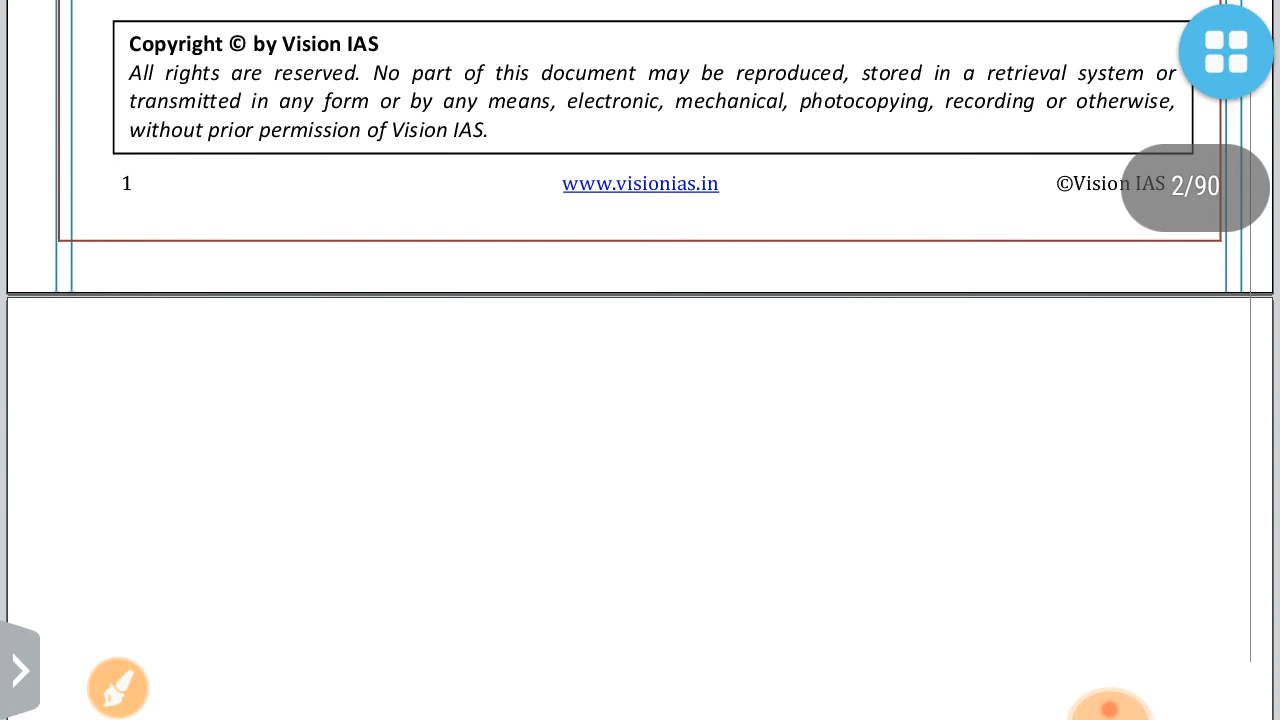 Copyright © by Vision IAS
All rights are reserved. No part of this document may be reproduced, stored in a retrieval system or
transmitted in any form or by any means, electronic, mechanical, photocopying, recording or otherwise,
without prior permission of Vision IAS.
1 www.visionias.in ©Vision IAS
2/90